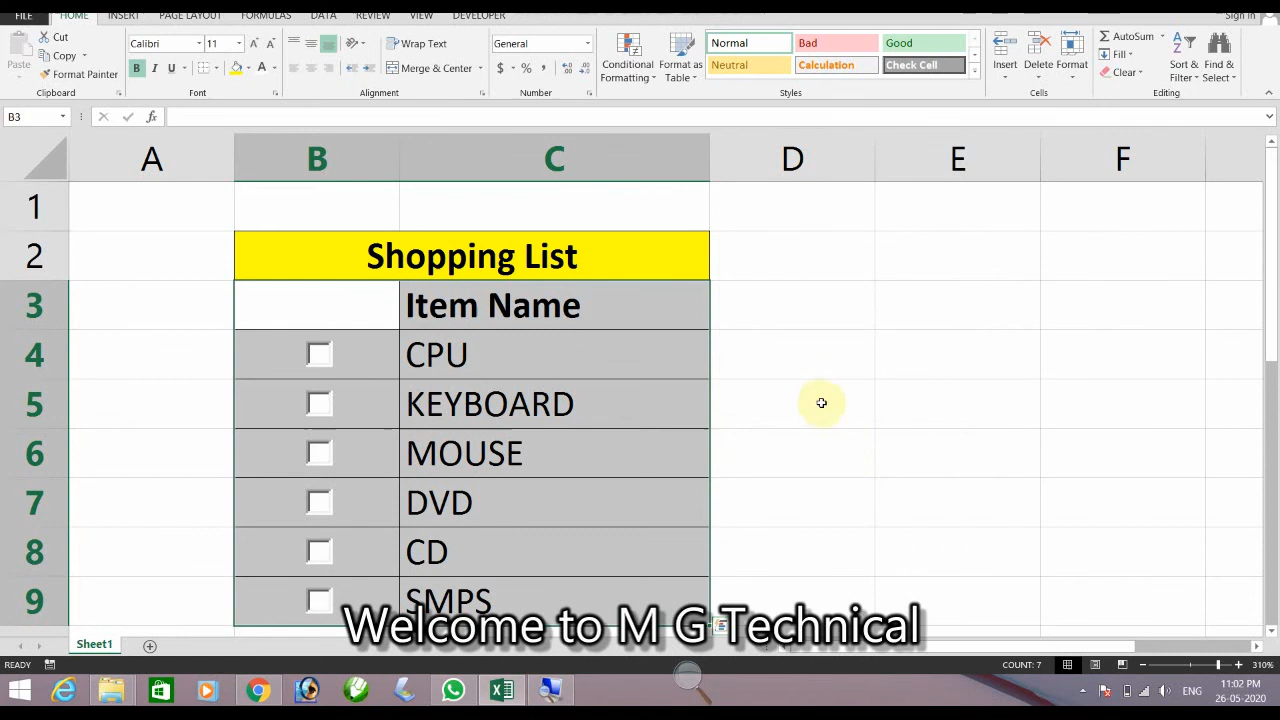 FILE HOME INSERT PAGE LAYOUT FORMULAS DATA REVIEW VIEW DEVELOPER Sign in
Cut
Copy
Format Painter
Paste
Clipboard
Calibri 11
B I U
Font
Wrap Text
Merge & Center
Alignment
General
$ % ,
Number
Conditional Formatting
Format as Table
Normal Bad Good
Neutral Calculation Check Cell
Styles
Insert Delete Format
Cells
AutoSum
Fill
Clear
Sort & Filter
Find & Select
Editing
B3 fx
A B C D E F
1
2 Shopping List
3 Item Name
4 CPU
5 KEYBOARD
6 MOUSE
7 DVD
8 CD
9 SMPS
Welcome to M G Technical
Sheet1
READY COUNT: 7 310%
ENG 11:02 PM
26-05-2020